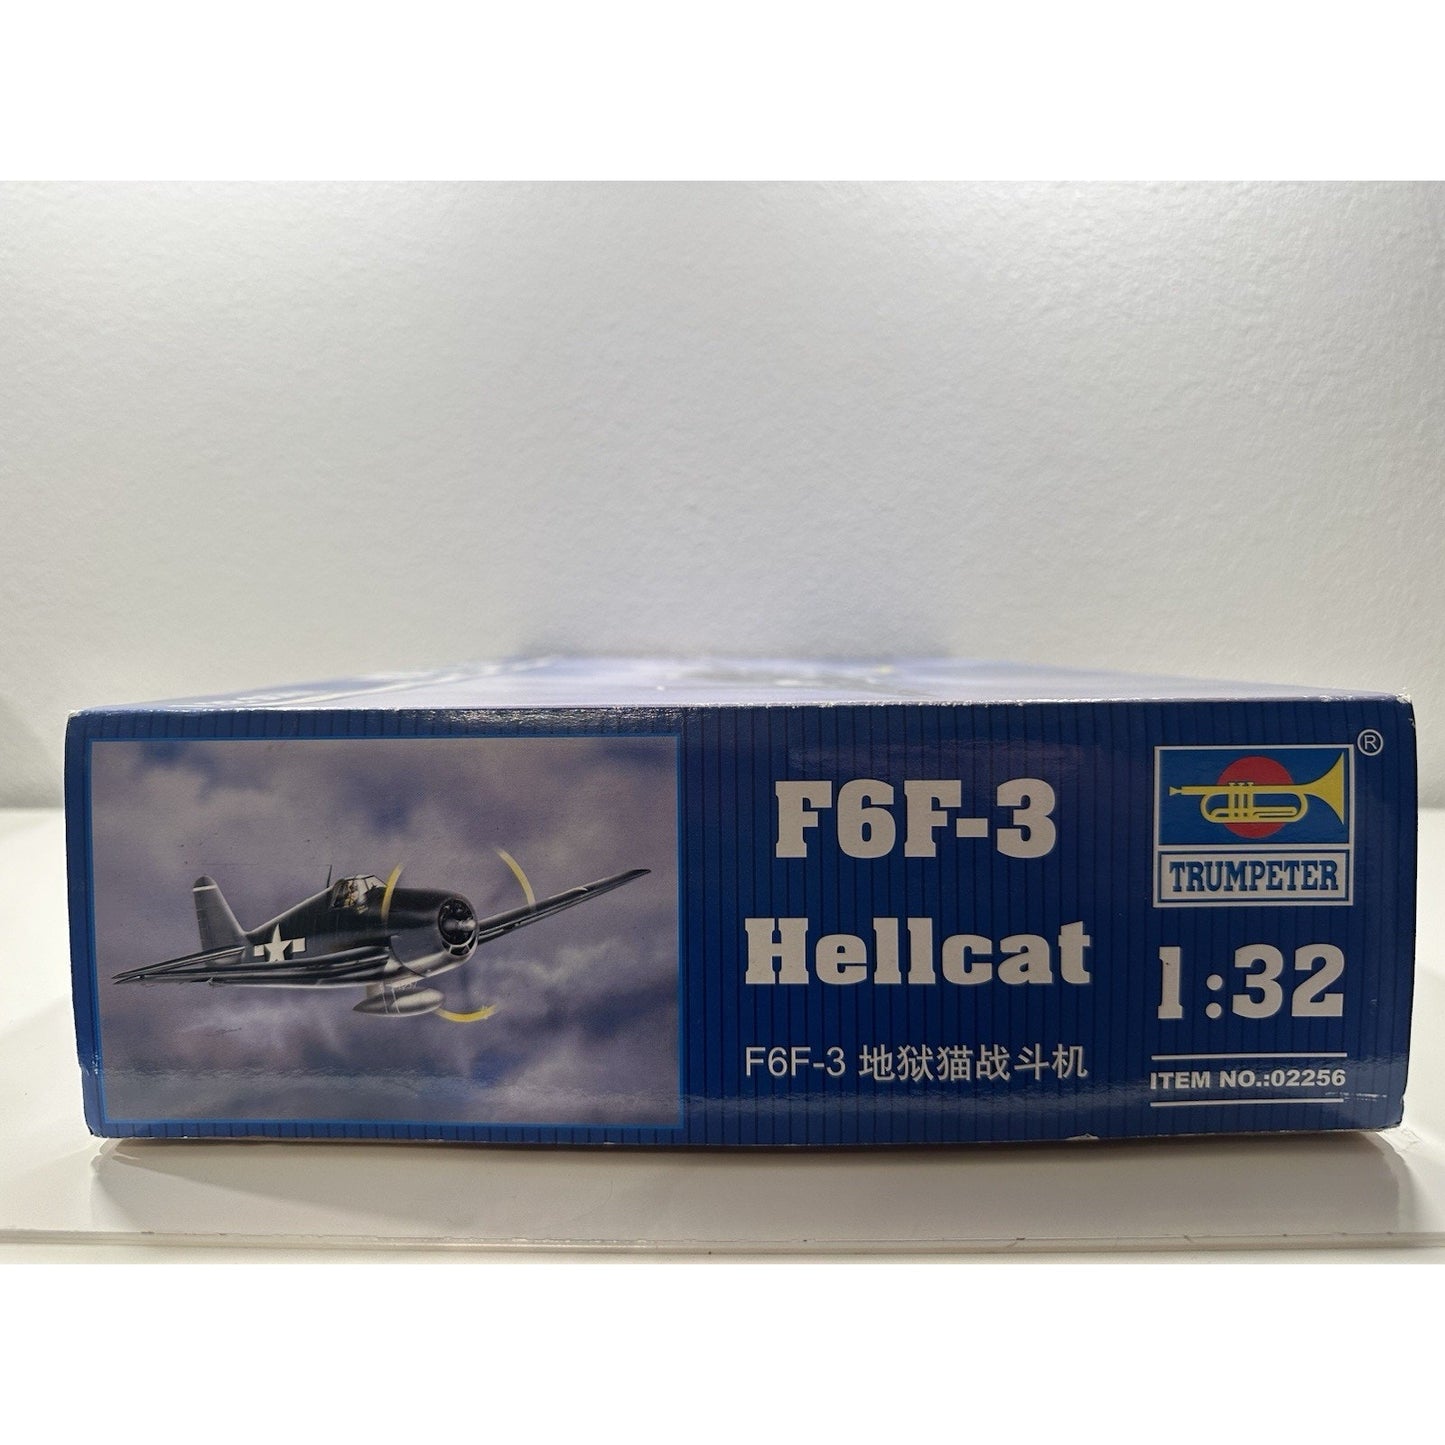 F6F-3
Hellcat
F6F-3 地狱猫战斗机
®
TRUMPETER
1:32
ITEM NO.:02256